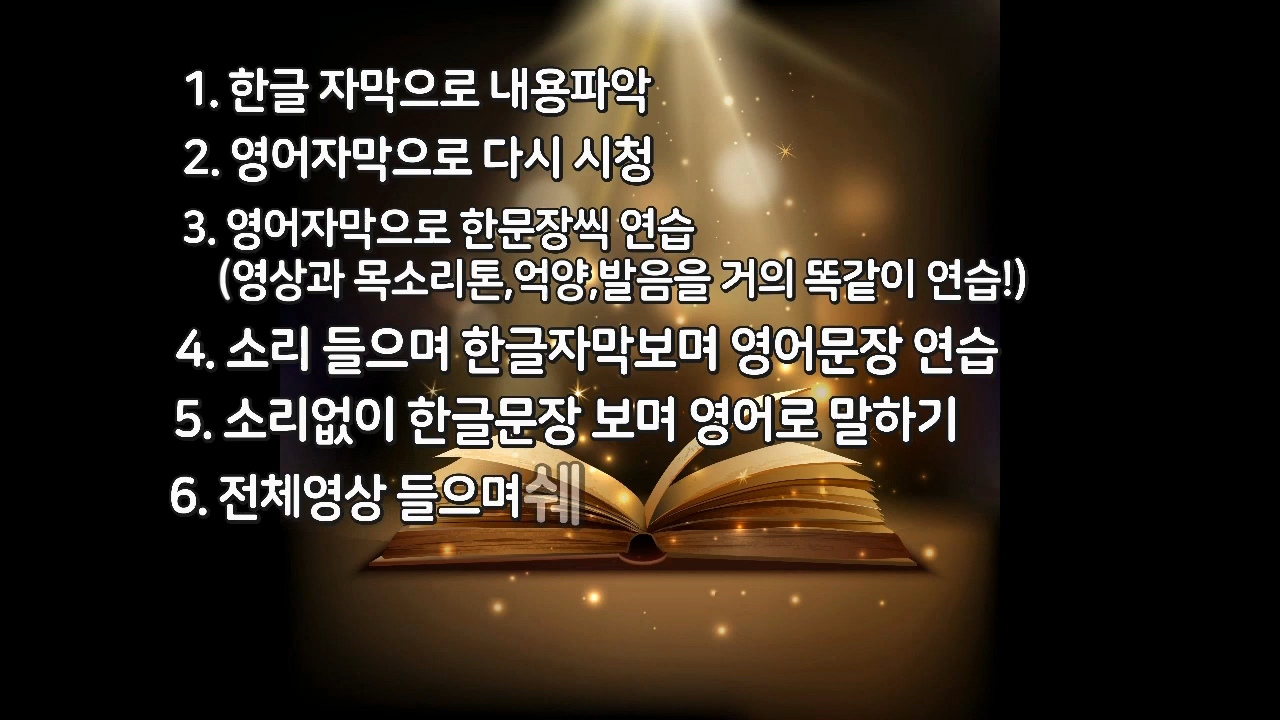 1. 한글 자막으로 내용파악
2. 영어자막으로 다시 시청
3. 영어자막으로 한문장씩 연습
(영상과 목소리톤,억양,발음을 거의 똑같이 연습!)
4. 소리 들으며 한글자막보며 영어문장 연습
5. 소리없이 한글문장 보며 영어로 말하기
6. 전체영상 들으며쉐